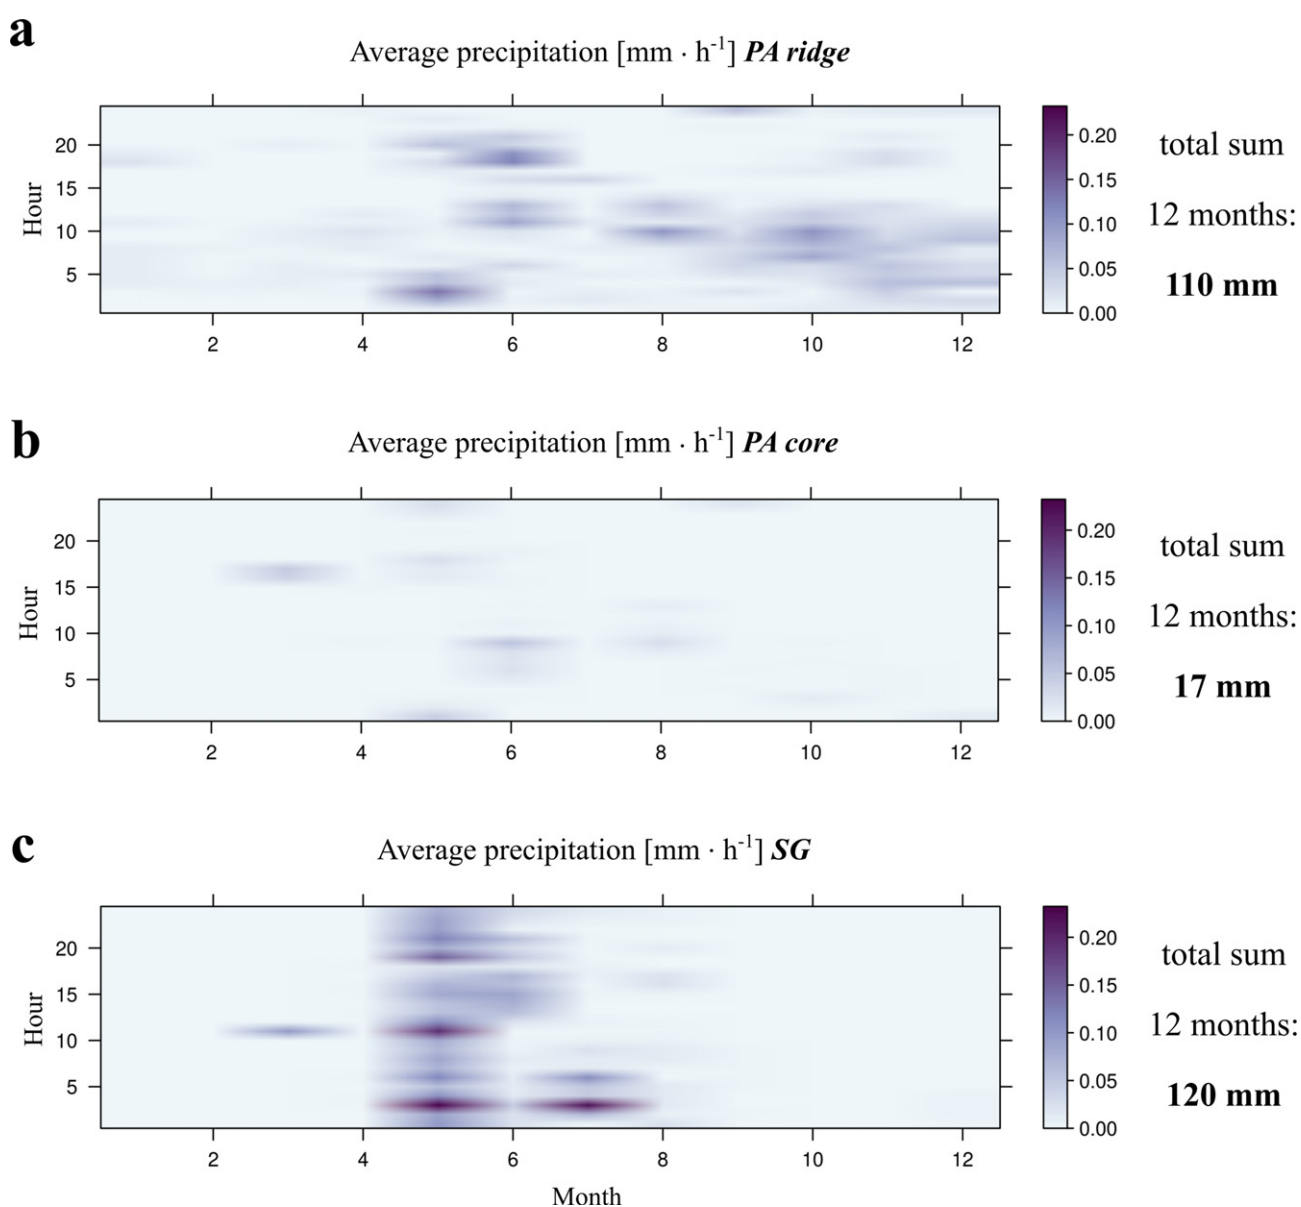 a
Average precipitation [mm · h-1] PA ridge
20
15
10
5
Hour
2 4 6 8 10 12
0.20
0.15
0.10
0.05
0.00
total sum
12 months:
110 mm
b
Average precipitation [mm · h-1] PA core
20
15
10
5
Hour
2 4 6 8 10 12
0.20
0.15
0.10
0.05
0.00
total sum
12 months:
17 mm
c
Average precipitation [mm · h-1] SG
20
15
10
5
Hour
2 4 6 8 10 12
Month
0.20
0.15
0.10
0.05
0.00
total sum
12 months:
120 mm